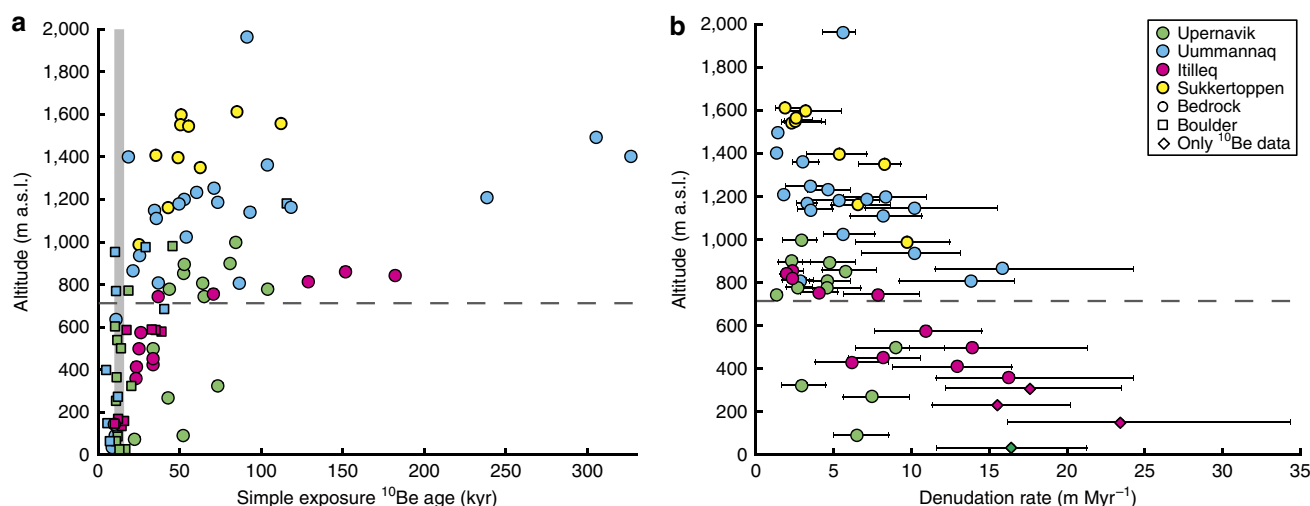 a
2,000
1,800
1,600
1,400
1,200
1,000
800
600
400
200
0
Altitude (m a.s.l.)
0 50 100 150 200 250 300
Simple exposure ¹⁰Be age (kyr)
b
2,000
1,800
1,600
1,400
1,200
1,000
800
600
400
200
0
Altitude (m a.s.l.)
0 5 10 15 20 25 30 35
Denudation rate (m Myr⁻¹)
Upernavik
Uummannaq
Itilleq
Sukkertoppen
Bedrock
Boulder
Only ¹⁰Be data